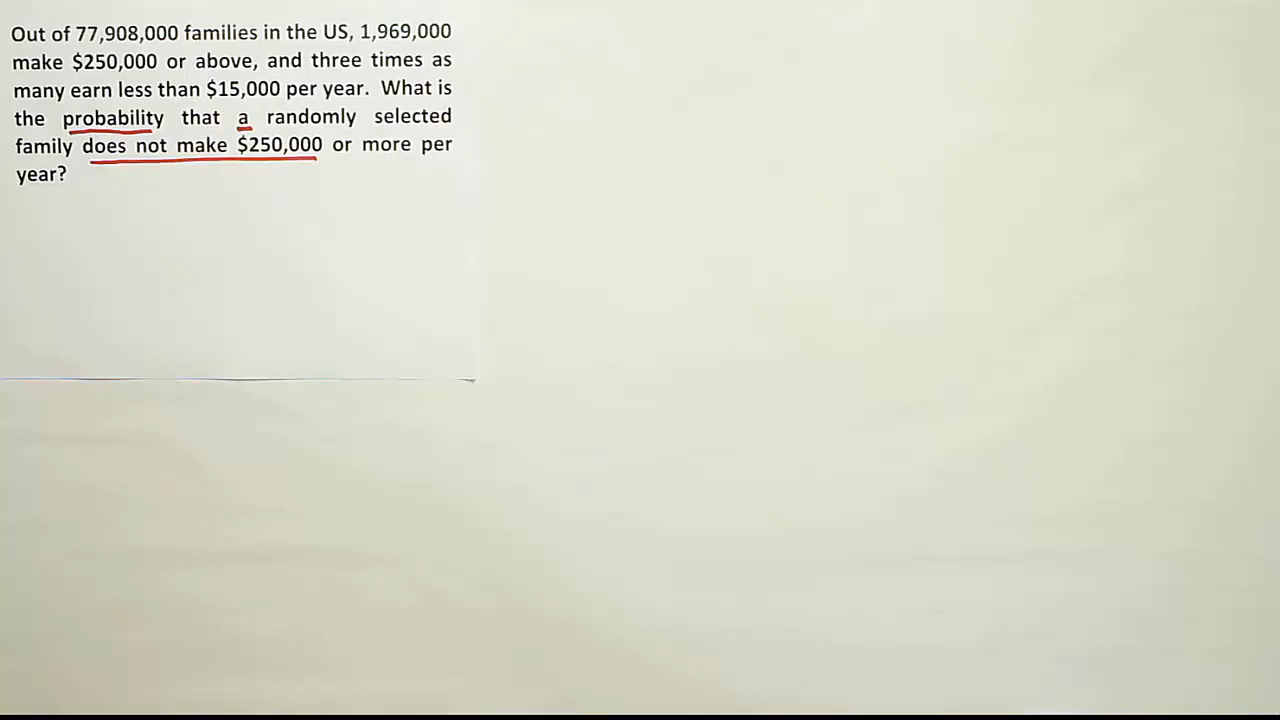 Out of 77,908,000 families in the US, 1,969,000
make $250,000 or above, and three times as
many earn less than $15,000 per year. What is
the probability that a randomly selected
family does not make $250,000 or more per
year?